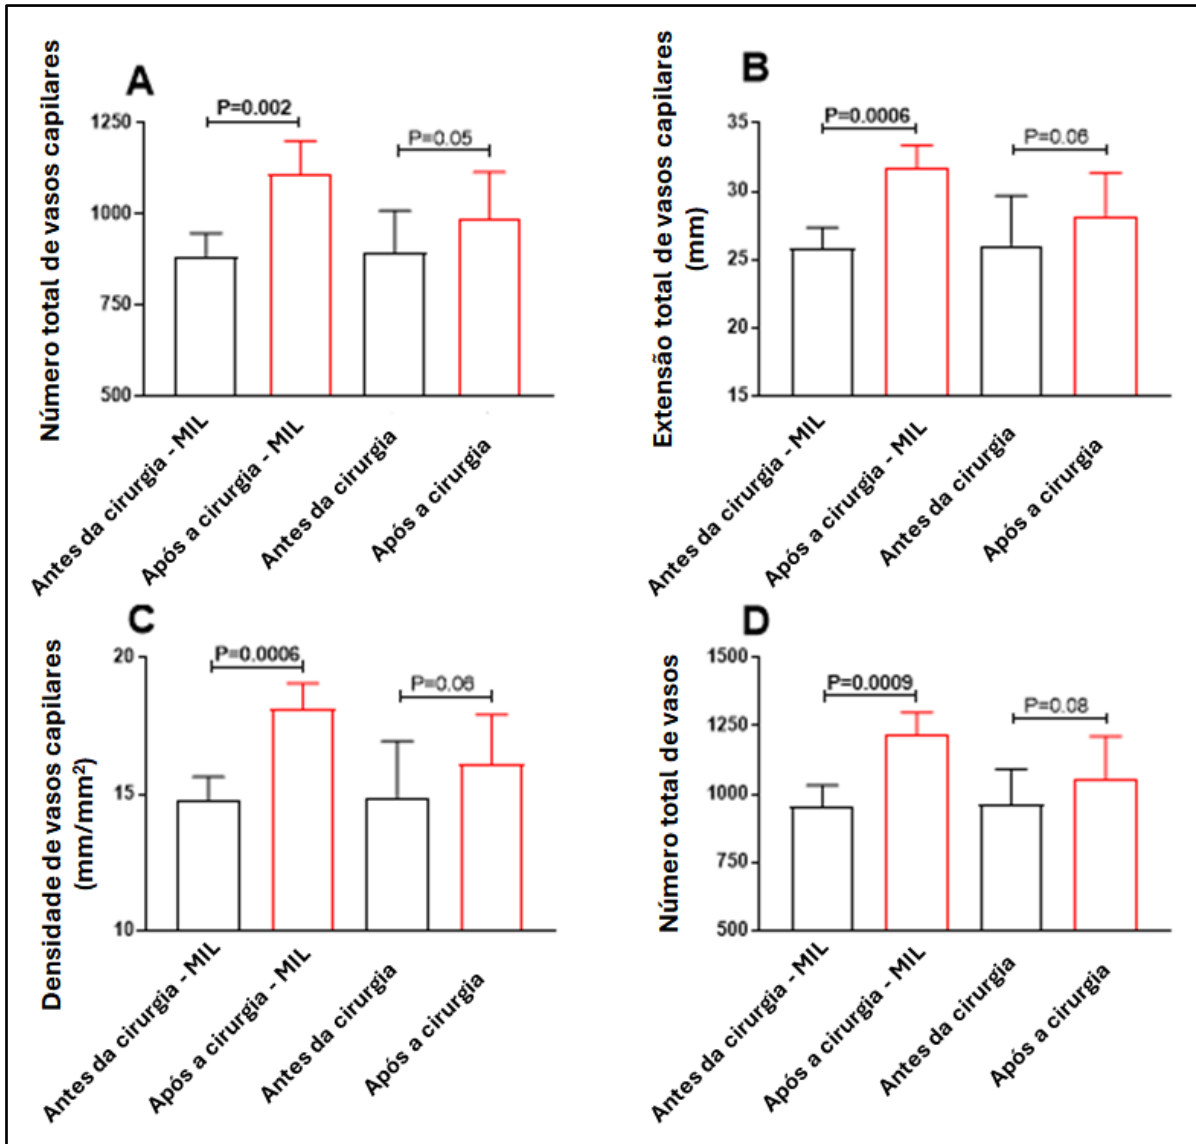 A
P=0.002
P=0.05
Número total de vasos capilares
1250
1000
750
500
Antes da cirurgia - MIL
Após a cirurgia - MIL
Antes da cirurgia
Após a cirurgia
B
P=0.0006
P=0.06
Extensão total de vasos capilares
(mm)
35
30
25
20
15
Antes da cirurgia - MIL
Após a cirurgia - MIL
Antes da cirurgia
Após a cirurgia
C
P=0.0006
P=0.06
Densidade de vasos capilares
(mm/mm²)
20
15
10
Antes da cirurgia - MIL
Após a cirurgia - MIL
Antes da cirurgia
Após a cirurgia
D
P=0.0009
P=0.08
Número total de vasos
1500
1250
1000
750
500
Antes da cirurgia - MIL
Após a cirurgia - MIL
Antes da cirurgia
Após a cirurgia